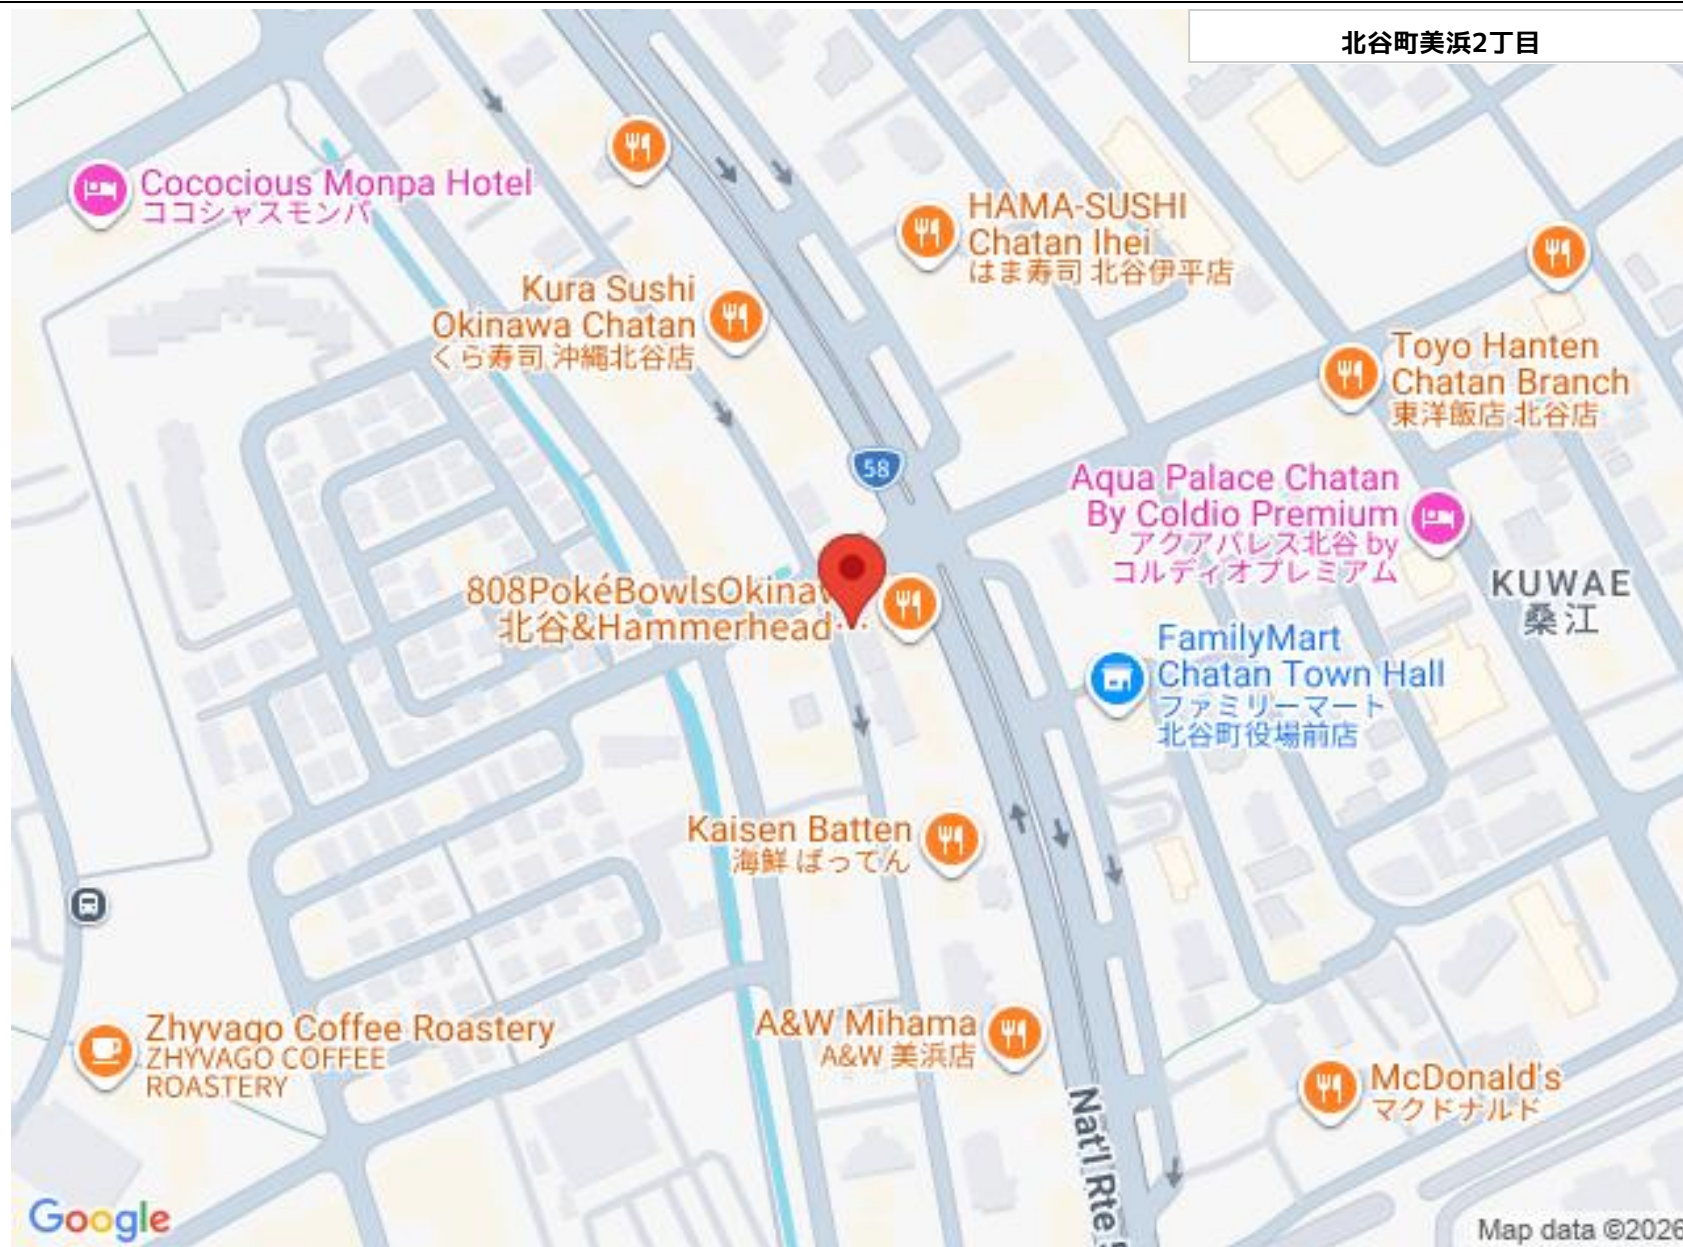 北谷町美浜2丁目
Cococious Monpa Hotel
ココシャスモンパ
HAMA-SUSHI
Chatan Ihei
はま寿司 北谷伊平店
Kura Sushi
Okinawa Chatan
くら寿司 沖縄北谷店
Toyo Hanten
Chatan Branch
東洋飯店 北谷店
58
Aqua Palace Chatan
By Coldio Premium
アクアパレス北谷 by
コルディオプレミアム
KUWAE
桑江
808PokéBowlsOkina
北谷&Hammerhead…
FamilyMart
Chatan Town Hall
ファミリーマート
北谷町役場前店
Kaisen Batten
海鮮 ばってん
Zhyvago Coffee Roastery
ZHYVAGO COFFEE
ROASTERY
A&W Mihama
A&W 美浜店
McDonald's
マクドナルド
Nat'l Rte
Google
Map data ©2026